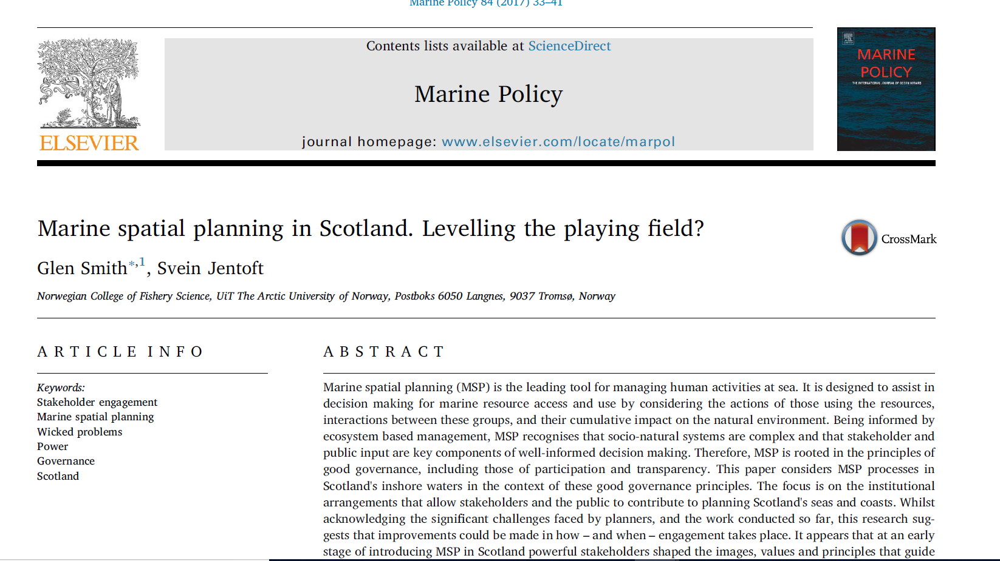 Marine Policy 84 (2017) 33–41
Contents lists available at ScienceDirect
Marine Policy
journal homepage: www.elsevier.com/locate/marpol
NON SOLUS
ELSEVIER
MARINE
POLICY
THE INTERNATIONAL JOURNAL OF OCEAN AFFAIRS
Marine spatial planning in Scotland. Levelling the playing field?
CrossMark
Glen Smith*,1, Svein Jentoft
Norwegian College of Fishery Science, UiT The Arctic University of Norway, Postboks 6050 Langnes, 9037 Tromsø, Norway
ARTICLE INFO
Keywords:
Stakeholder engagement
Marine spatial planning
Wicked problems
Power
Governance
Scotland
ABSTRACT
Marine spatial planning (MSP) is the leading tool for managing human activities at sea. It is designed to assist in
decision making for marine resource access and use by considering the actions of those using the resources,
interactions between these groups, and their cumulative impact on the natural environment. Being informed by
ecosystem based management, MSP recognises that socio-natural systems are complex and that stakeholder and
public input are key components of well-informed decision making. Therefore, MSP is rooted in the principles of
good governance, including those of participation and transparency. This paper considers MSP processes in
Scotland's inshore waters in the context of these good governance principles. The focus is on the institutional
arrangements that allow stakeholders and the public to contribute to planning Scotland's seas and coasts. Whilst
acknowledging the significant challenges faced by planners, and the work conducted so far, this research sug-
gests that improvements could be made in how – and when – engagement takes place. It appears that at an early
stage of introducing MSP in Scotland powerful stakeholders shaped the images, values and principles that guide